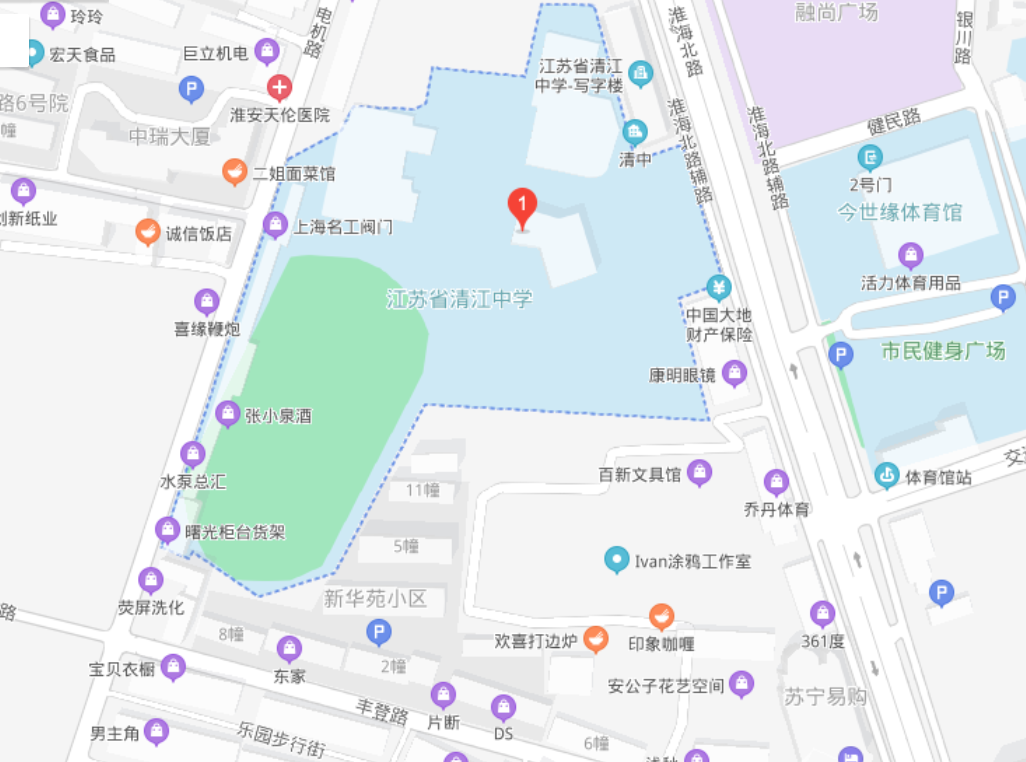 玲玲
宏天食品
巨立机电
电机路
淮海北路
融尚广场
银川路
江苏省清江
中学-写字楼
路6号院
幢
淮安天伦医院
中瑞大厦
清中
淮海北路辅路
淮海北路辅路
健民路
二姐面菜馆
2号门
创新纸业
诚信饭店
上海名工阀门
1
今世缘体育馆
活力体育用品
江苏省清江中学
喜缘鞭炮
中国大地
财产保险
市民健身广场
康明眼镜
张小泉酒
水泵总汇
11幢
百新文具馆
乔丹体育
体育馆站
交通
曙光柜台货架
5幢
Ivan涂鸦工作室
荧屏洗化
新华苑小区
路
8幢
欢喜打边炉
印象咖喱
361度
宝贝衣橱
东家
2幢
安公子花艺空间
苏宁易购
丰登路
片断
DS
男主角
乐园步行街
6幢
P
P
P
P
P